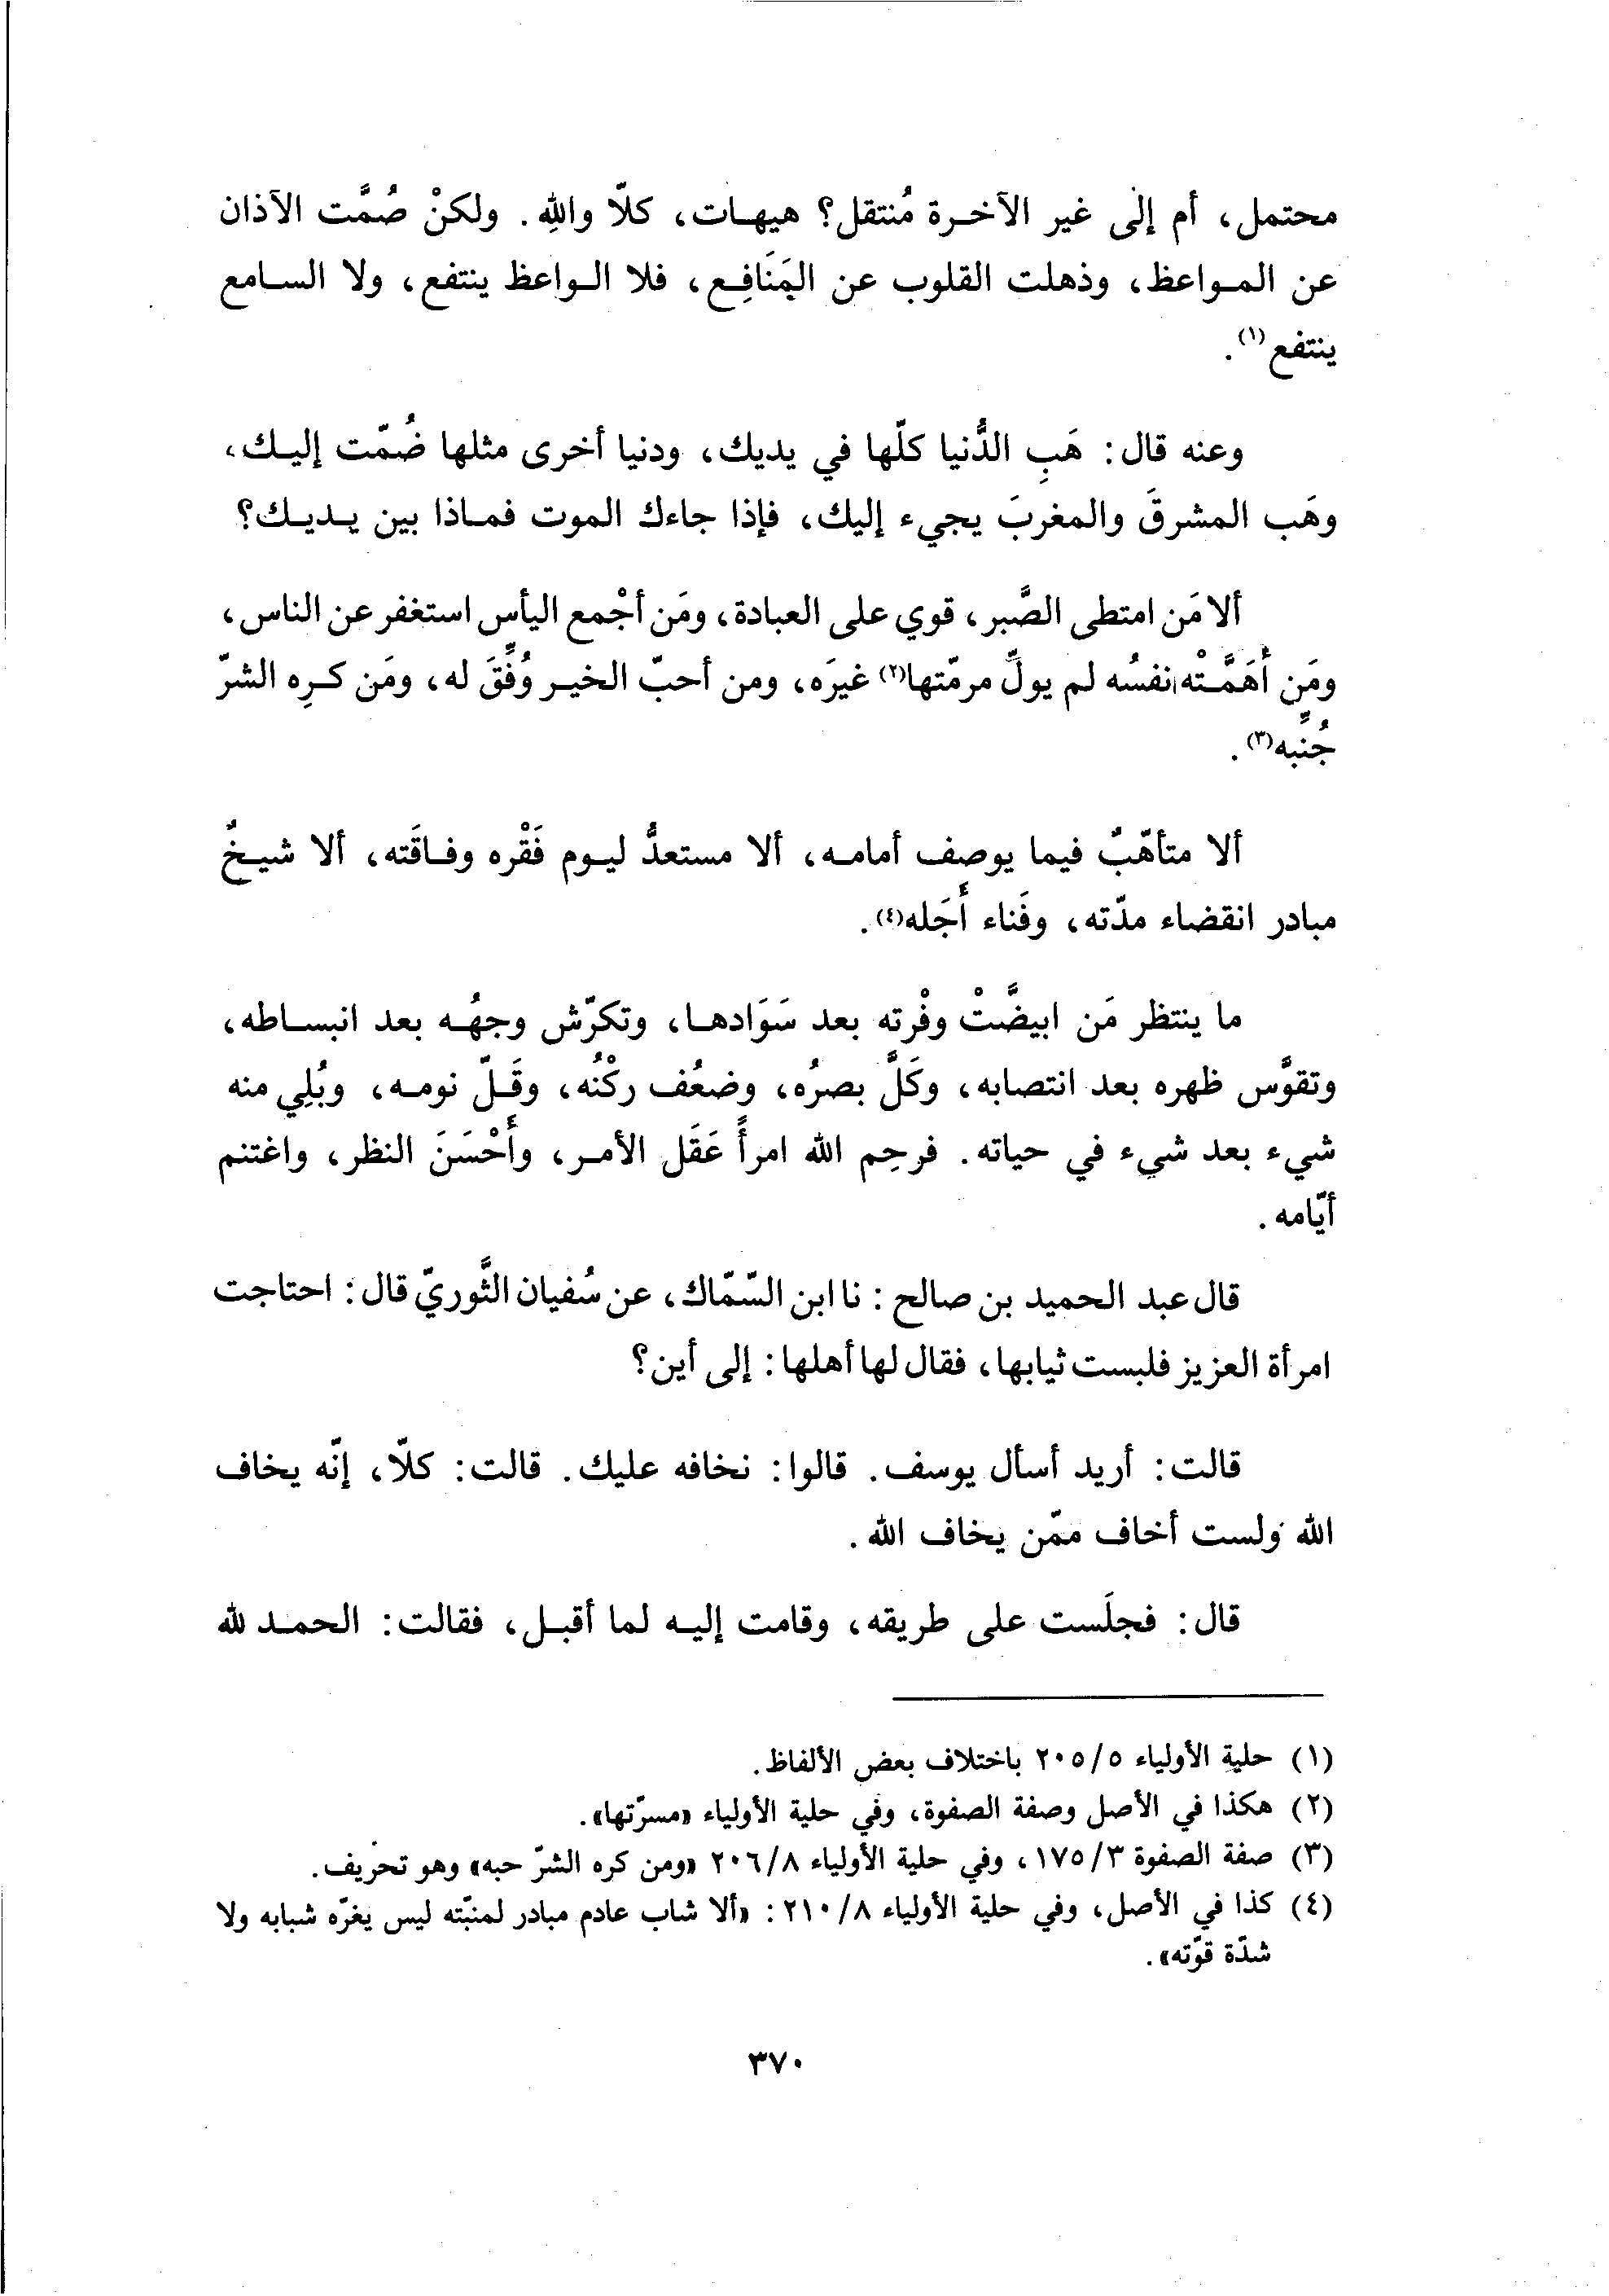 محتمل، أم إلى غير الآخرة مُنتقل؟ هيهات، كلّا واللهِ. ولكنْ صُمَّت الآذان
عن المواعظ، وذهلت القلوب عن المَنَافِع، فلا الواعظ ينتفع، ولا السامع
ينتفع(١).
وعنه قال: هَبِ الدُّنيا كلّها في يديك، ودنيا أخرى مثلها ضُمّت إليك،
وهَب المشرقَ والمغربَ يجيء إليك، فإذا جاءك الموت فماذا بين يديك؟
ألا مَن امتطى الصَّبر، قوي على العبادة، ومَن أجْمع اليأس استغفر عن الناس،
ومَن أَهَمَّتْه نفسُه لم يولِّ مرمّتها(٢) غيرَه، ومن أحبّ الخير وُفِّقَ له، ومَن كرِه الشرّ
جُنِّبه(٣).
ألا متأهّبٌ فيما يوصف أمامه، ألا مستعدٌّ ليوم فَقْره وفاقَته، ألا شيخٌ
مبادر انقضاء مدّته، وفَناء أَجَله(٤).
ما ينتظر مَن ابيضَّتْ وفْرته بعد سَوَادها، وتكرّش وجهُه بعد انبساطه،
وتقوَّس ظهره بعد انتصابه، وكَلَّ بصرُه، وضعُف ركْنُه، وقَلّ نومه، وبُلِي منه
شيء بعد شيء في حياته. فرحِم الله امرأً عَقَل الأمر، وأَحْسَنَ النظر، واغتنم
أيّامه.
قال عبد الحميد بن صالح: نا ابن السّمّاك، عن سُفيان الثَّوريّ قال: احتاجت
امرأة العزيز فلبست ثيابها، فقال لها أهلها: إلى أين؟
قالت: أريد أسأل يوسف. قالوا: نخافه عليك. قالت: كلّا، إنّه يخاف
الله ولست أخاف ممّن يخاف الله.
قال: فجلَست على طريقه، وقامت إليه لما أقبل، فقالت: الحمد لله
(١) حلية الأولياء ٢٠٥/٥ باختلاف بعض الألفاظ.
(٢) هكذا في الأصل وصفة الصفوة، وفي حلية الأولياء «مسرّتها».
(٣) صفة الصفوة ١٧٥/٣، وفي حلية الأولياء ٢٠٦/٨ «ومن كره الشرّ حبه» وهو تحريف.
(٤) كذا في الأصل، وفي حلية الأولياء ٢١٠/٨: «ألا شاب عادم مبادر لمنبّته ليس يغرّه شبابه ولا
شدّة قوّته».
٣٧٠